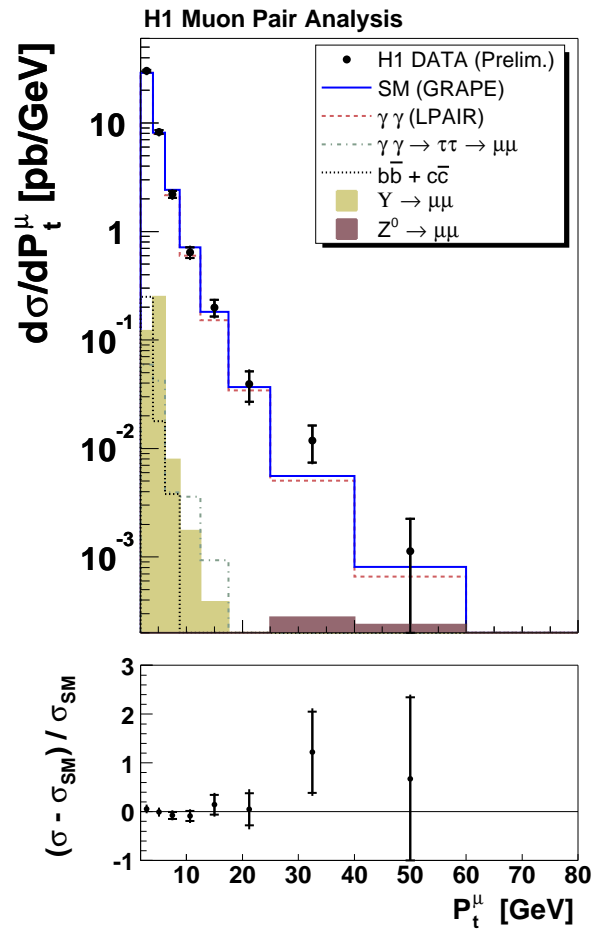 H1 Muon Pair Analysis
dσ/dP_t^μ [pb/GeV]
10
1
10^-1
10^-2
10^-3
H1 DATA (Prelim.)
SM (GRAPE)
γ γ (LPAIR)
γ γ → ττ → μμ
bb̅ + cc̅
Υ → μμ
Z^0 → μμ
(σ - σ_SM) / σ_SM
3
2
1
0
-1
10 20 30 40 50 60 70 80
P_t^μ [GeV]